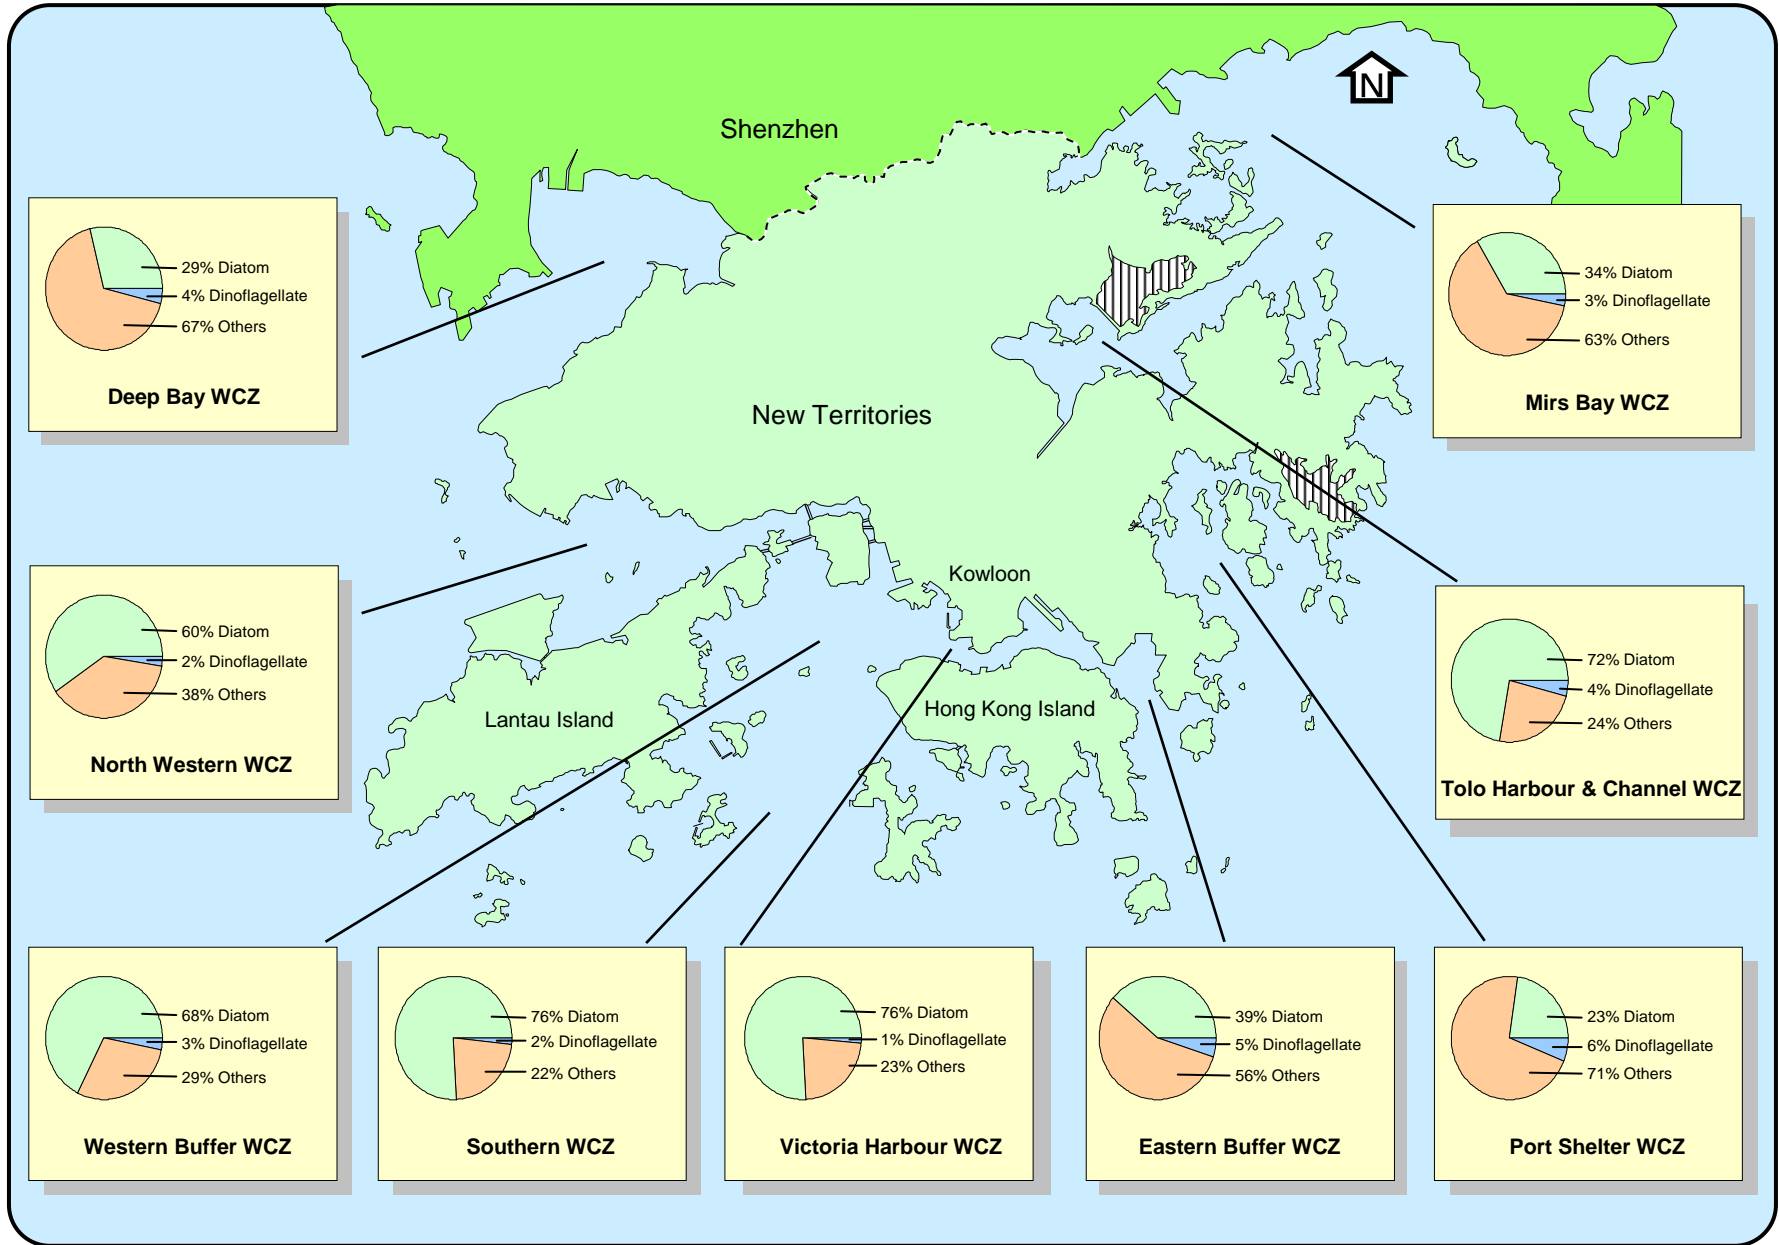 N
Shenzhen
29% Diatom
4% Dinoflagellate
67% Others
Deep Bay WCZ
34% Diatom
3% Dinoflagellate
63% Others
Mirs Bay WCZ
New Territories
Kowloon
60% Diatom
2% Dinoflagellate
38% Others
North Western WCZ
Lantau Island
Hong Kong Island
72% Diatom
4% Dinoflagellate
24% Others
Tolo Harbour & Channel WCZ
68% Diatom
3% Dinoflagellate
29% Others
Western Buffer WCZ
76% Diatom
2% Dinoflagellate
22% Others
Southern WCZ
76% Diatom
1% Dinoflagellate
23% Others
Victoria Harbour WCZ
39% Diatom
5% Dinoflagellate
56% Others
Eastern Buffer WCZ
23% Diatom
6% Dinoflagellate
71% Others
Port Shelter WCZ